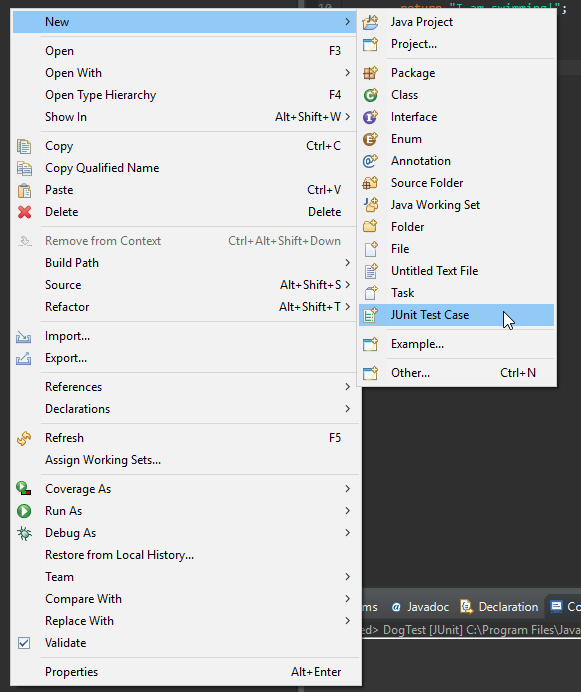 10 return "I am swimming!";
New
Open F3
Open With
Open Type Hierarchy F4
Show In Alt+Shift+W
Copy Ctrl+C
Copy Qualified Name
Paste Ctrl+V
Delete Delete
Remove from Context Ctrl+Alt+Shift+Down
Build Path
Source Alt+Shift+S
Refactor Alt+Shift+T
Import...
Export...
References
Declarations
Refresh F5
Assign Working Sets...
Coverage As
Run As
Debug As
Restore from Local History...
Team
Compare With
Replace With
Validate
Properties Alt+Enter
Java Project
Project...
Package
Class
Interface
Enum
Annotation
Source Folder
Java Working Set
Folder
File
Untitled Text File
Task
JUnit Test Case
Example...
Other... Ctrl+N
ms @ Javadoc Declaration Co
ed> DogTest [JUnit] C:\Program Files\Java